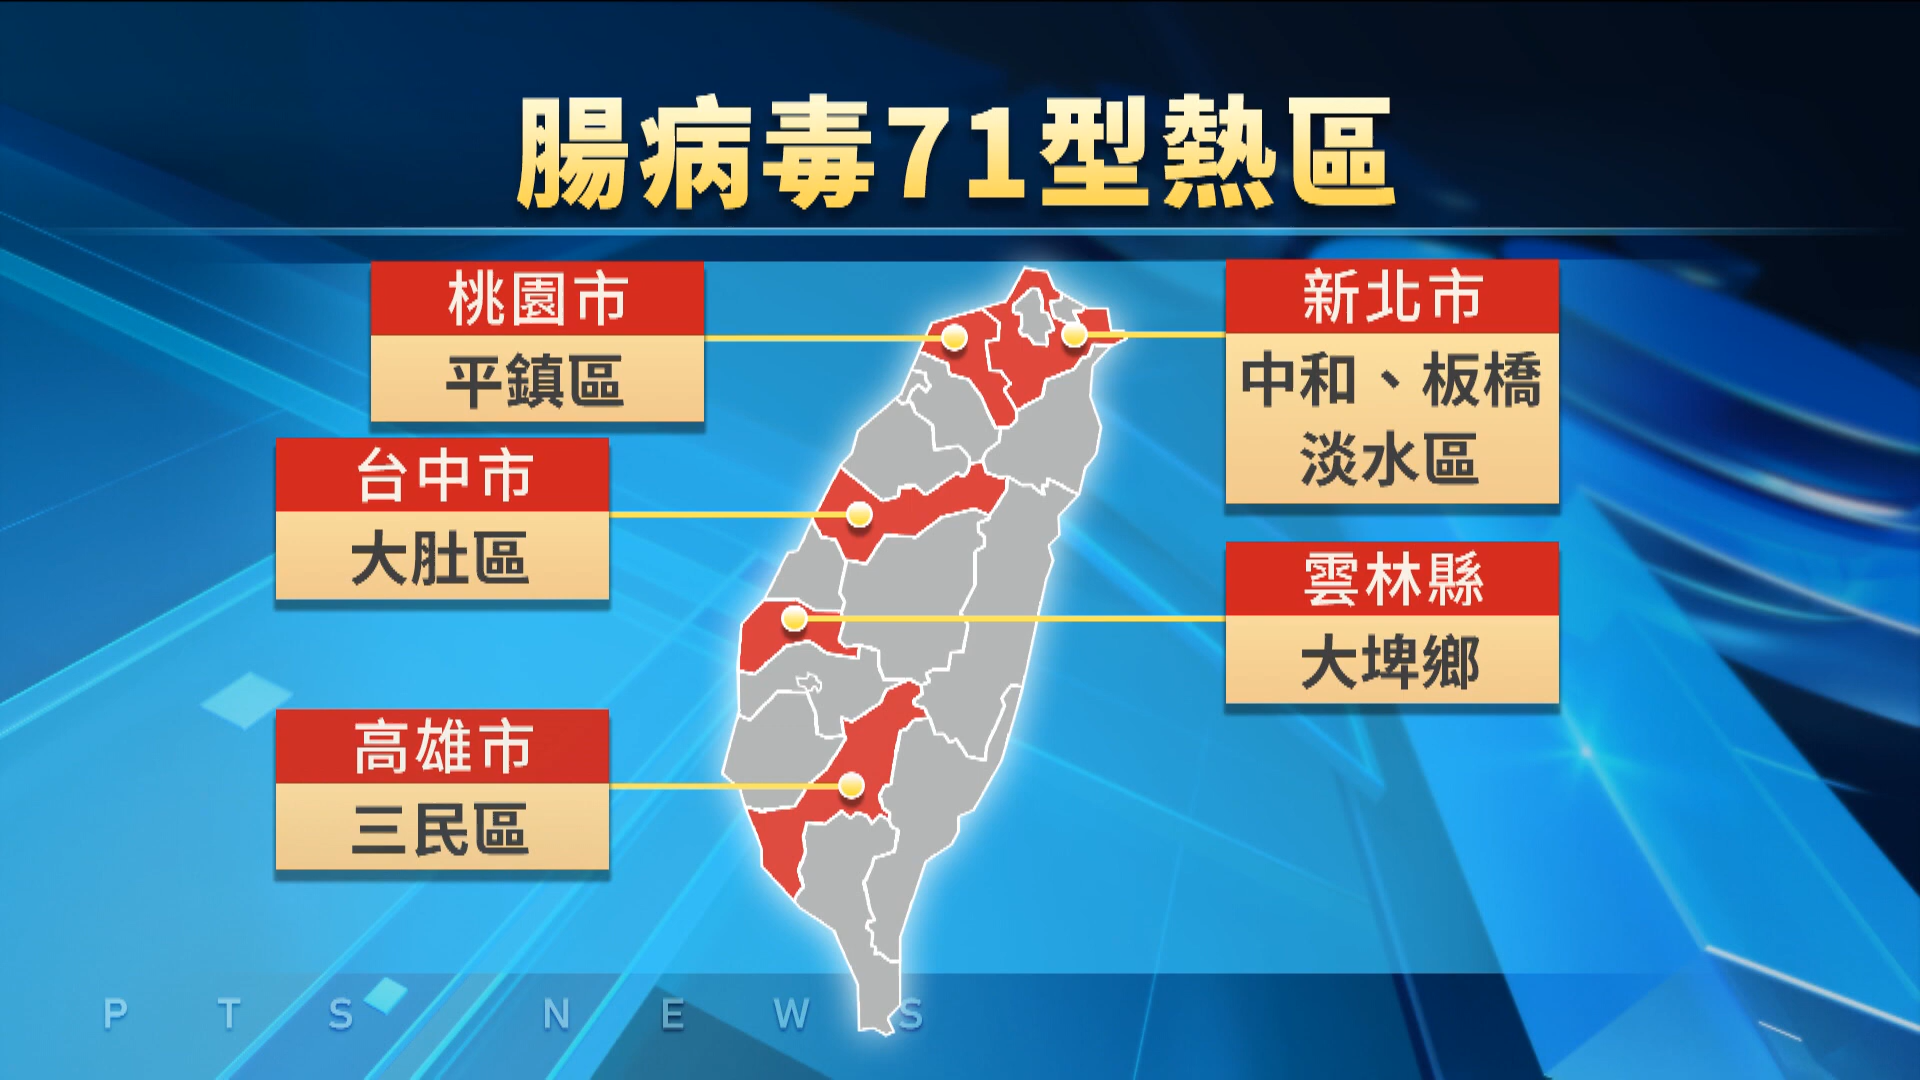 腸病毒71型熱區
桃園市
平鎮區
新北市
中和、板橋
淡水區
台中市
大肚區
雲林縣
大埤鄉
高雄市
三民區
PTS NEWS